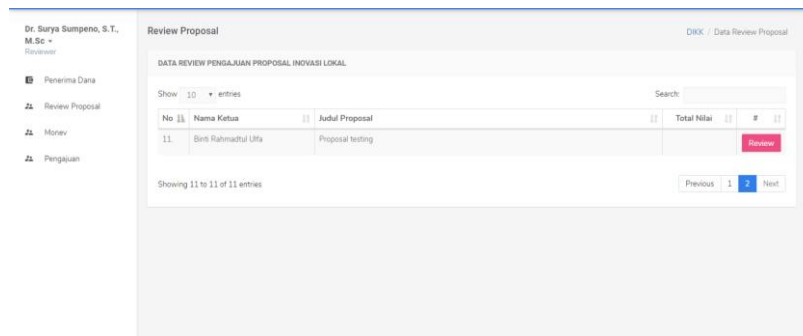 Dr. Surya Sumpeno, S.T.,
M.Sc
Reviewer
Penerima Dana
Review Proposal
Monev
Pengajuan
Review Proposal
DIKK / Data Review Proposal
DATA REVIEW PENGAJUAN PROPOSAL INOVASI LOKAL
Show 10 entries
Search:
No Nama Ketua Judul Proposal Total Nilai #
11. Binti Rahmadtul Ulfa Proposal testing Review
Showing 11 to 11 of 11 entries
Previous 1 2 Next